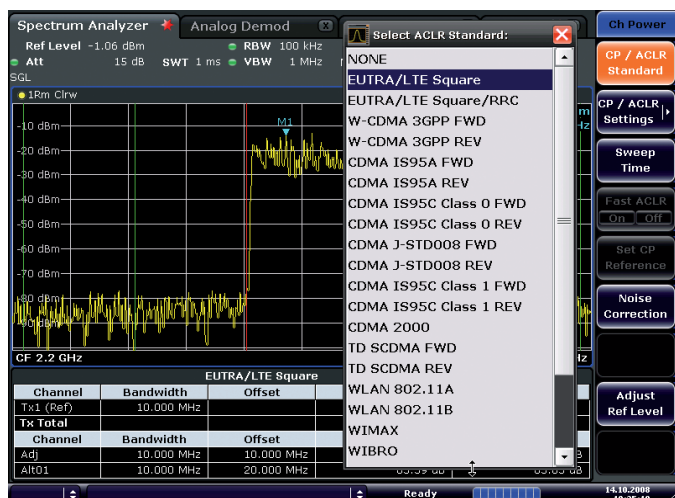 Spectrum Analyzer
Analog Demod
Ref Level -1.06 dBm
RBW 100 kHz
Att 15 dB SWT 1 ms VBW 1 MHz
SGL
1Rm Clrw
M1
-10 dBm
-20 dBm
-30 dBm
-40 dBm
-50 dBm
-60 dBm
-70 dBm
-80 dBm
CF 2.2 GHz
EUTRA/LTE Square
Channel Bandwidth Offset
Tx1 (Ref) 10.000 MHz
Tx Total
Channel Bandwidth Offset
Adj 10.000 MHz 10.000 MHz
Alt01 10.000 MHz 20.000 MHz
Select ACLR Standard:
NONE
EUTRA/LTE Square
EUTRA/LTE Square/RRC
W-CDMA 3GPP FWD
W-CDMA 3GPP REV
CDMA IS95A FWD
CDMA IS95A REV
CDMA IS95C Class 0 FWD
CDMA IS95C Class 0 REV
CDMA J-STD008 FWD
CDMA J-STD008 REV
CDMA IS95C Class 1 FWD
CDMA IS95C Class 1 REV
CDMA 2000
TD SCDMA FWD
TD SCDMA REV
WLAN 802.11A
WLAN 802.11B
WIMAX
WIBRO
Ch Power
CP / ACLR
Standard
CP / ACLR
Settings
Sweep
Time
Fast ACLR
On Off
Set CP
Reference
Noise
Correction
Adjust
Ref Level
Ready
14.10.2008